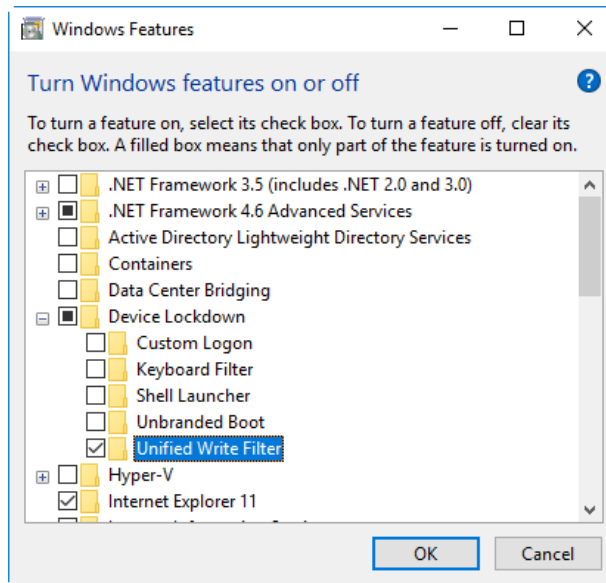 Windows Features
Turn Windows features on or off
?
To turn a feature on, select its check box. To turn a feature off, clear its
check box. A filled box means that only part of the feature is turned on.
.NET Framework 3.5 (includes .NET 2.0 and 3.0)
.NET Framework 4.6 Advanced Services
Active Directory Lightweight Directory Services
Containers
Data Center Bridging
Device Lockdown
Custom Logon
Keyboard Filter
Shell Launcher
Unbranded Boot
Unified Write Filter
Hyper-V
Internet Explorer 11
OK
Cancel